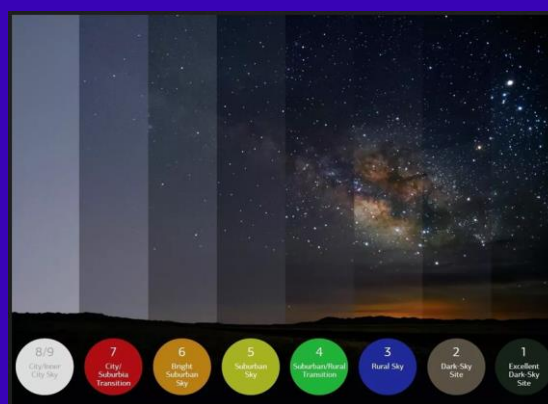 8/9
City/Inner
City Sky
7
City/
Suburbia
Transition
6
Bright
Suburban
Sky
5
Suburban
Sky
4
Suburban/Rural
Transition
3
Rural Sky
2
Dark-Sky
Site
1
Excellent
Dark-Sky
Site